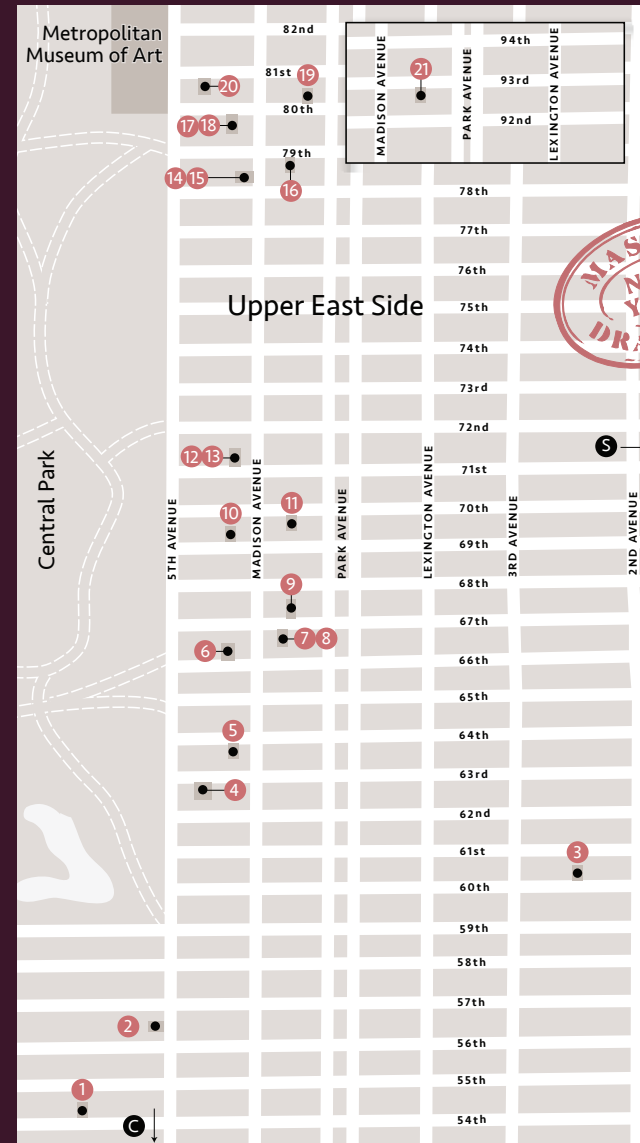 Metropolitan
Museum of Art
82nd
81st
19
20
80th
17 18
79th
14 15
16
94th
21
93rd
92nd
MADISON AVENUE
PARK AVENUE
LEXINGTON AVENUE
78th
77th
76th
Upper East Side
75th
74th
73rd
72nd
S
12 13
71st
11
10
70th
69th
Central Park
5TH AVENUE
MADISON AVENUE
PARK AVENUE
LEXINGTON AVENUE
3RD AVENUE
2ND AVENUE
9
68th
67th
7 8
6
66th
65th
5
64th
63rd
4
62nd
61st
3
60th
59th
58th
57th
2
56th
55th
1
54th
C